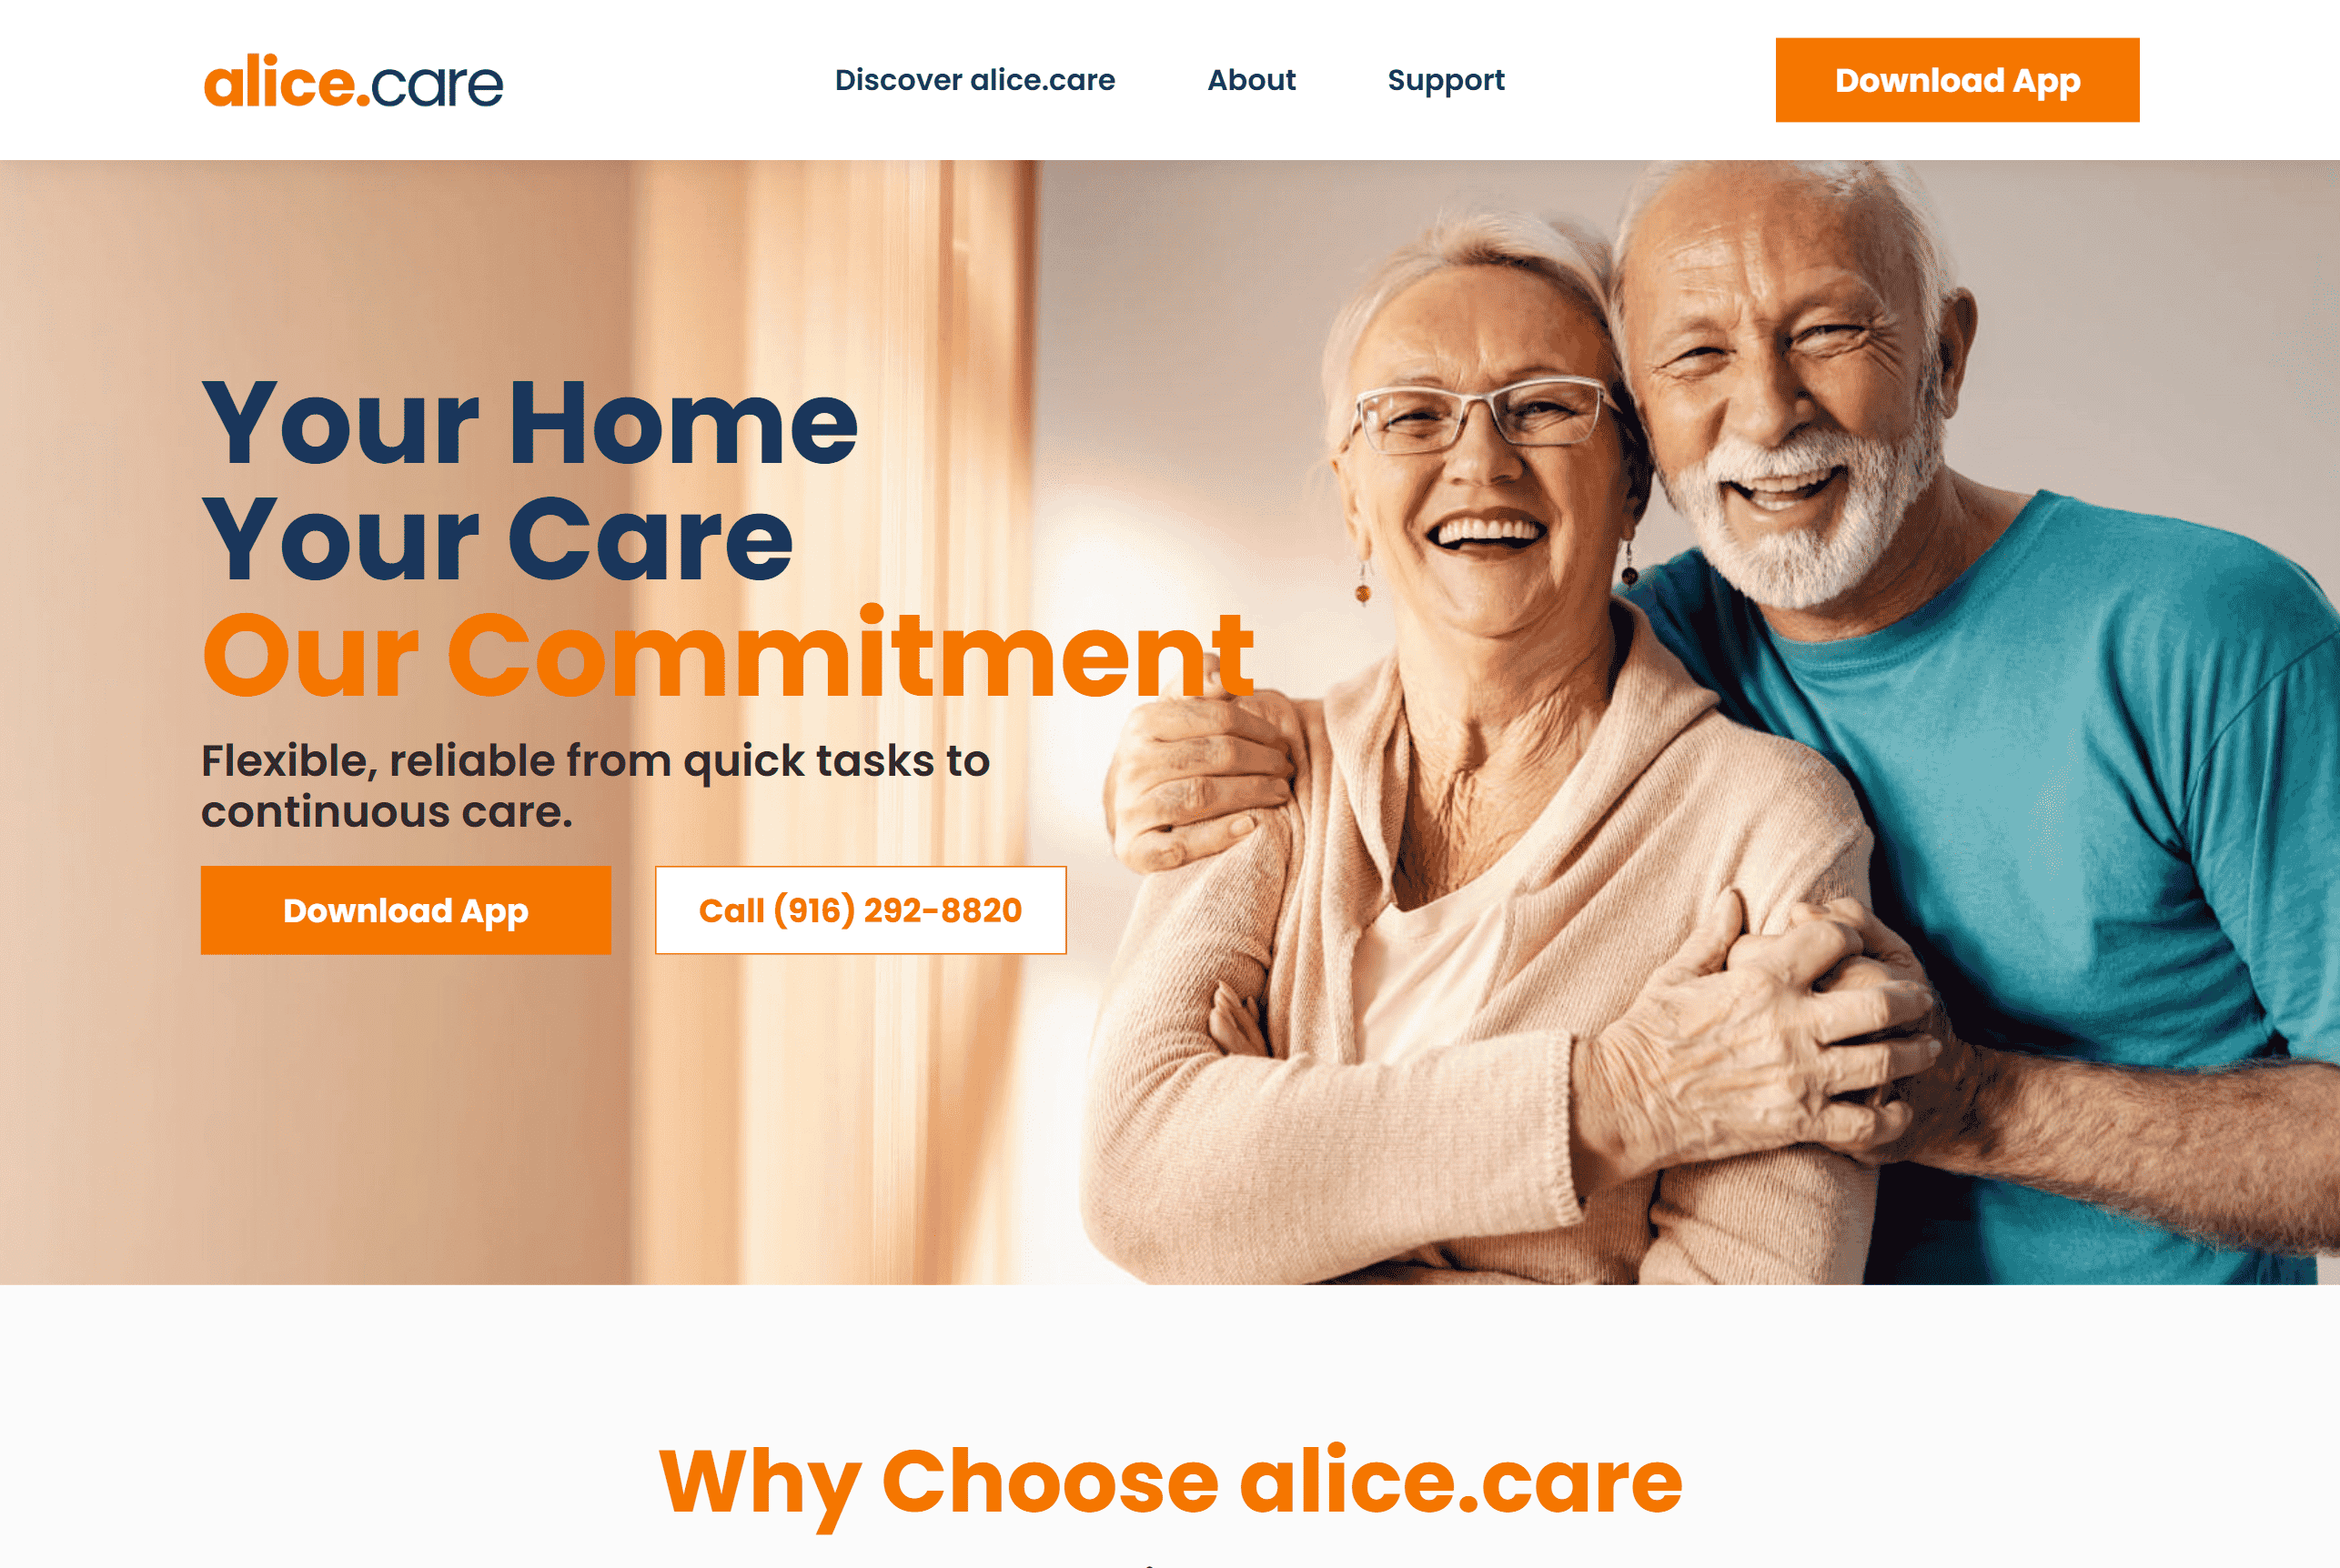 alice.care
Discover alice.care
About
Support
Download App
Your Home
Your Care
Our Commitment
Flexible, reliable from quick tasks to
continuous care.
Download App
Call (916) 292-8820
Why Choose alice.care